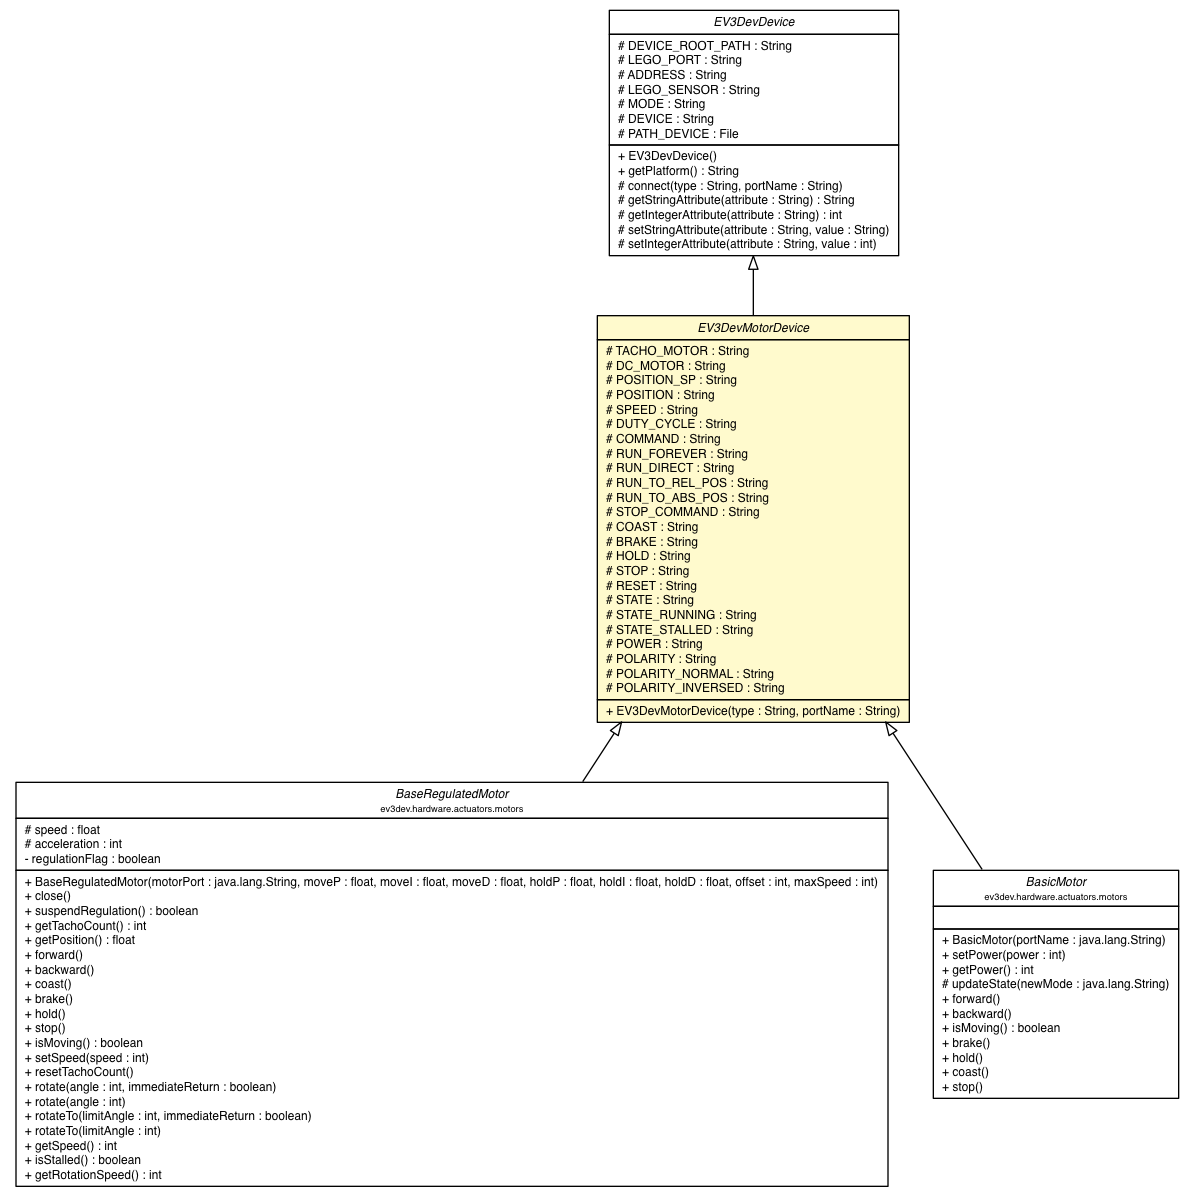 EV3DevDevice
# DEVICE_ROOT_PATH : String
# LEGO_PORT : String
# ADDRESS : String
# LEGO_SENSOR : String
# MODE : String
# DEVICE : String
# PATH_DEVICE : File
+ EV3DevDevice()
+ getPlatform() : String
# connect(type : String, portName : String)
# getStringAttribute(attribute : String) : String
# getIntegerAttribute(attribute : String) : int
# setStringAttribute(attribute : String, value : String)
# setIntegerAttribute(attribute : String, value : int)
EV3DevMotorDevice
# TACHO_MOTOR : String
# DC_MOTOR : String
# POSITION_SP : String
# POSITION : String
# SPEED : String
# DUTY_CYCLE : String
# COMMAND : String
# RUN_FOREVER : String
# RUN_DIRECT : String
# RUN_TO_REL_POS : String
# RUN_TO_ABS_POS : String
# STOP_COMMAND : String
# COAST : String
# BRAKE : String
# HOLD : String
# STOP : String
# RESET : String
# STATE : String
# STATE_RUNNING : String
# STATE_STALLED : String
# POWER : String
# POLARITY : String
# POLARITY_NORMAL : String
# POLARITY_INVERSED : String
+ EV3DevMotorDevice(type : String, portName : String)
BaseRegulatedMotor
ev3dev.hardware.actuators.motors
# speed : float
# acceleration : int
- regulationFlag : boolean
+ BaseRegulatedMotor(motorPort : java.lang.String, moveP : float, moveI : float, moveD : float, holdP : float, holdI : float, holdD : float, offset : int, maxSpeed : int)
+ close()
+ suspendRegulation() : boolean
+ getTachoCount() : int
+ getPosition() : float
+ forward()
+ backward()
+ coast()
+ brake()
+ hold()
+ stop()
+ isMoving() : boolean
+ setSpeed(speed : int)
+ resetTachoCount()
+ rotate(angle : int, immediateReturn : boolean)
+ rotate(angle : int)
+ rotateTo(limitAngle : int, immediateReturn : boolean)
+ rotateTo(limitAngle : int)
+ getSpeed() : int
+ isStalled() : boolean
+ getRotationSpeed() : int
BasicMotor
ev3dev.hardware.actuators.motors
+ BasicMotor(portName : java.lang.String)
+ setPower(power : int)
+ getPower() : int
# updateState(newMode : java.lang.String)
+ forward()
+ backward()
+ isMoving() : boolean
+ brake()
+ hold()
+ coast()
+ stop()